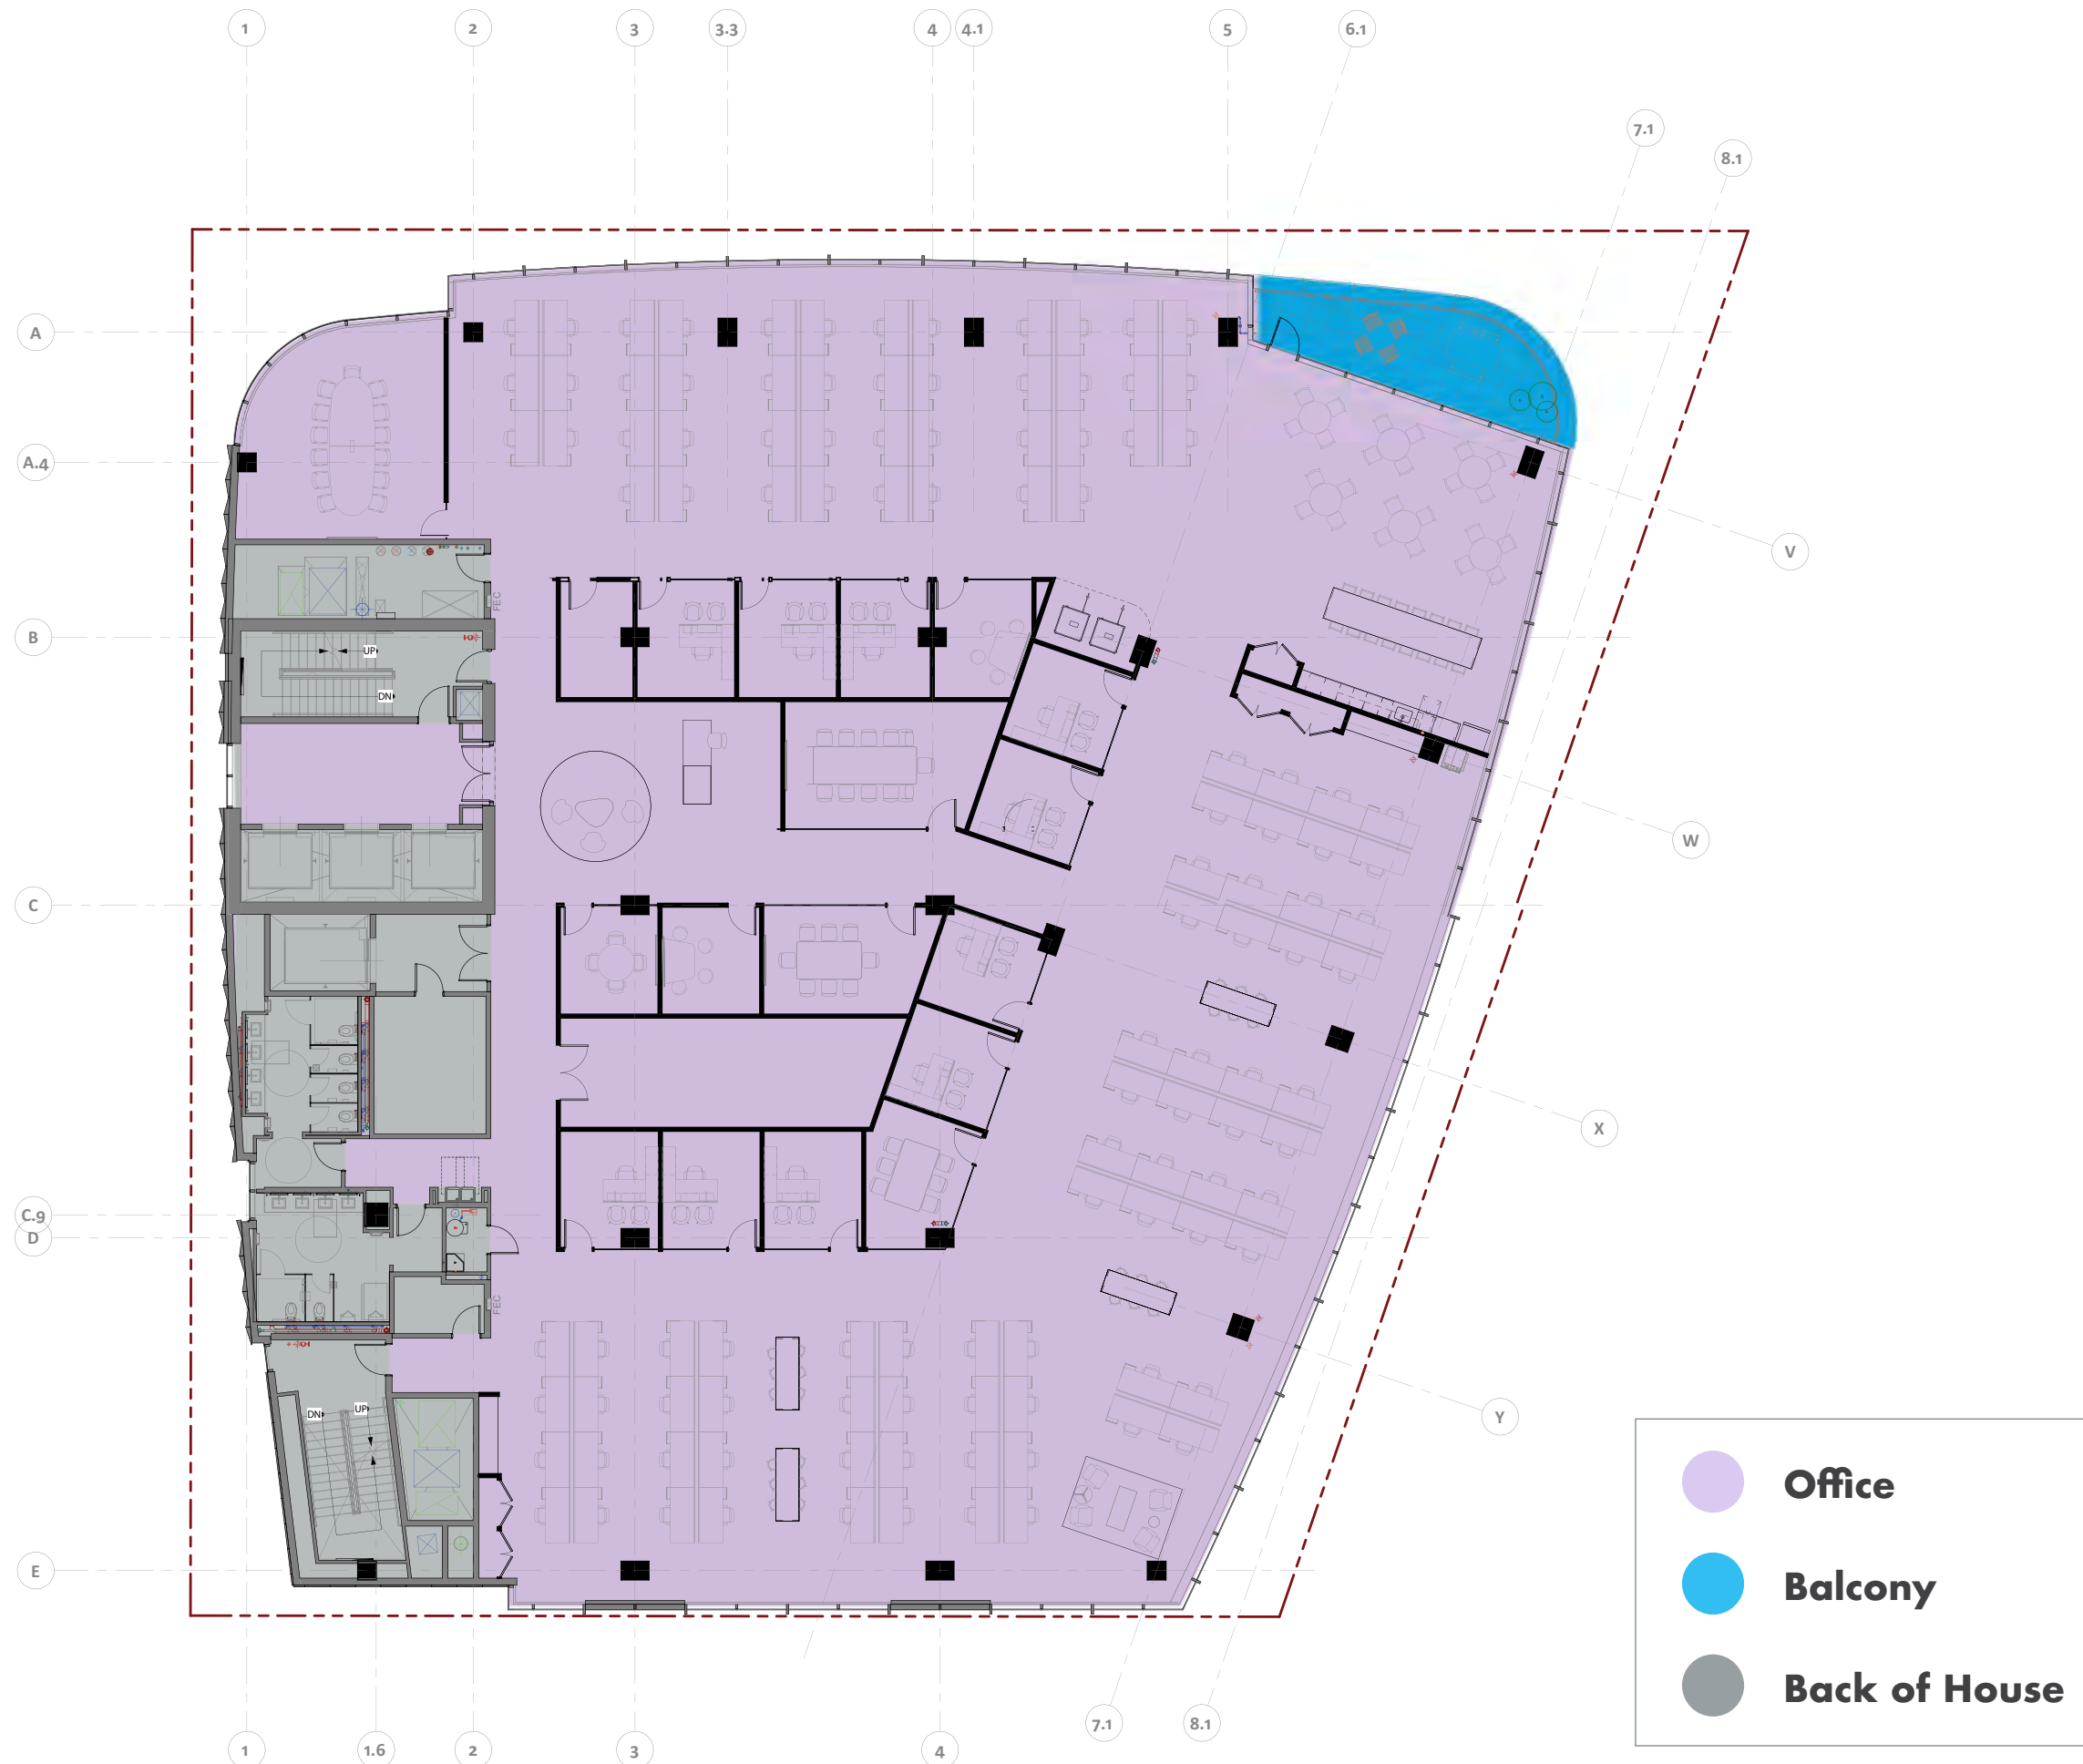 1 2 3 3.3 4 4.1 5 6.1
7.1
8.1
A
A.4
V
FEC
B
UP
DN
W
C
X
C.9
D
FEC
DN UP
Y
E
Office
Balcony
Back of House
7.1 8.1
1 1.6 2 3 4